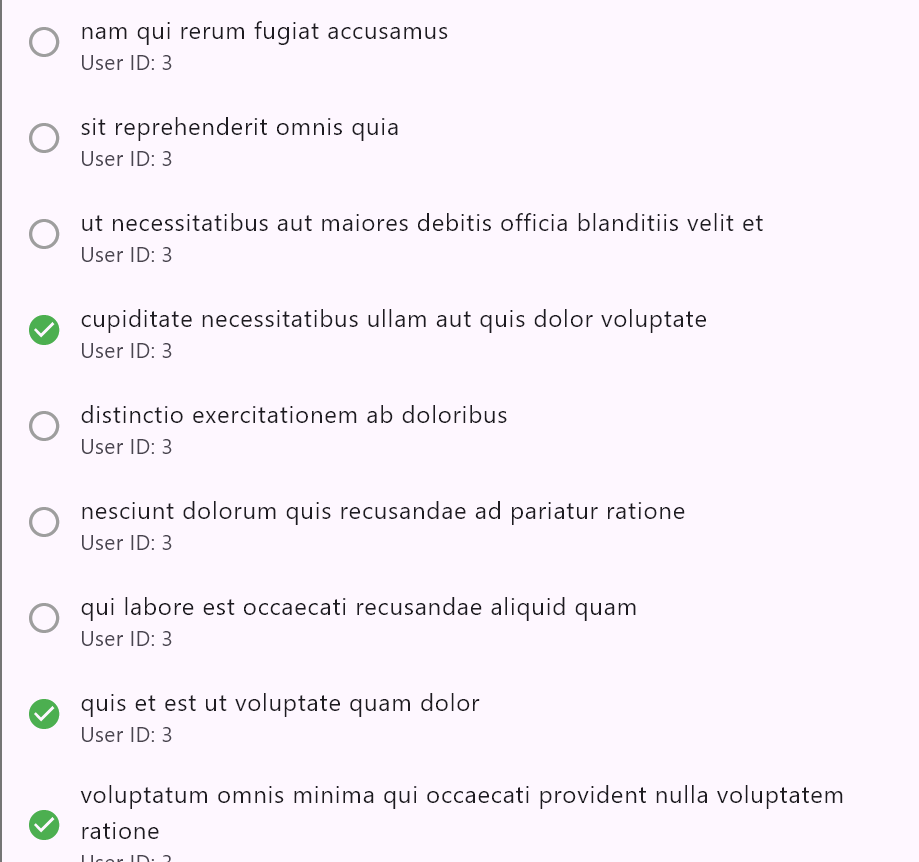 nam qui rerum fugiat accusamus
User ID: 3
sit reprehenderit omnis quia
User ID: 3
ut necessitatibus aut maiores debitis officia blanditiis velit et
User ID: 3
cupiditate necessitatibus ullam aut quis dolor voluptate
User ID: 3
distinctio exercitationem ab doloribus
User ID: 3
nesciunt dolorum quis recusandae ad pariatur ratione
User ID: 3
qui labore est occaecati recusandae aliquid quam
User ID: 3
quis et est ut voluptate quam dolor
User ID: 3
voluptatum omnis minima qui occaecati provident nulla voluptatem
ratione
User ID: 3